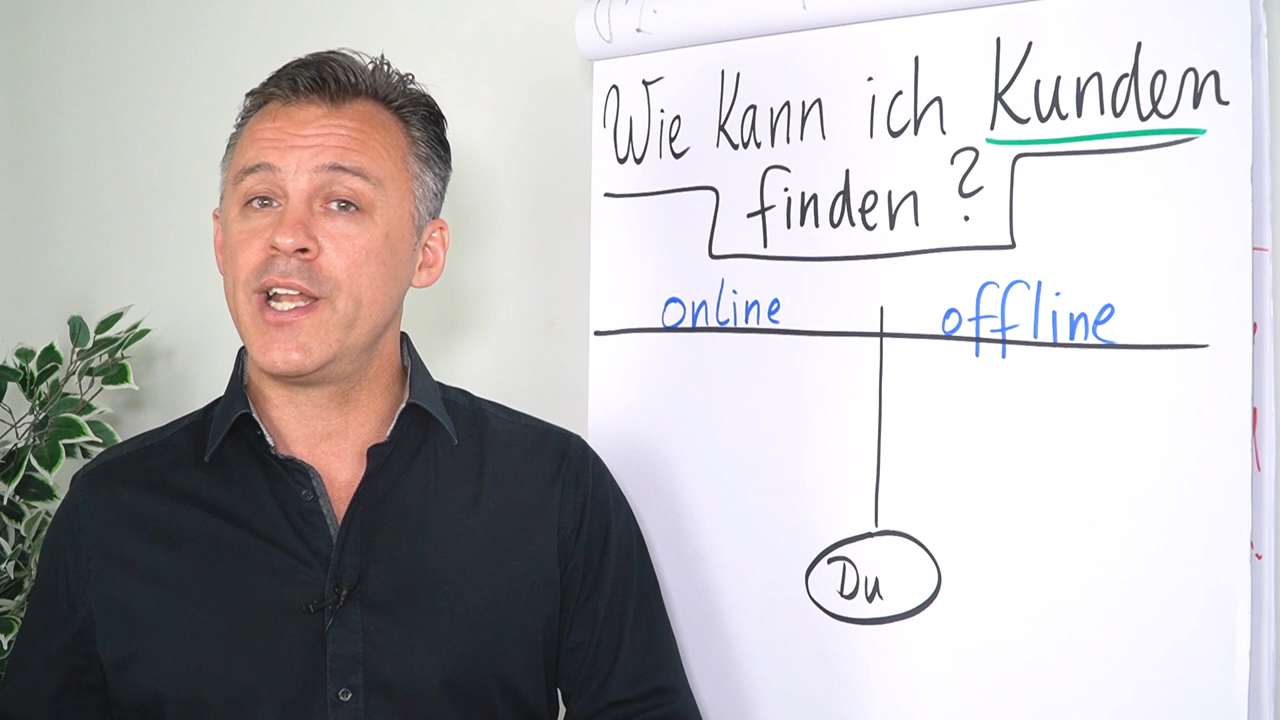 Wie kann ich Kunden
finden?
online offline
Du